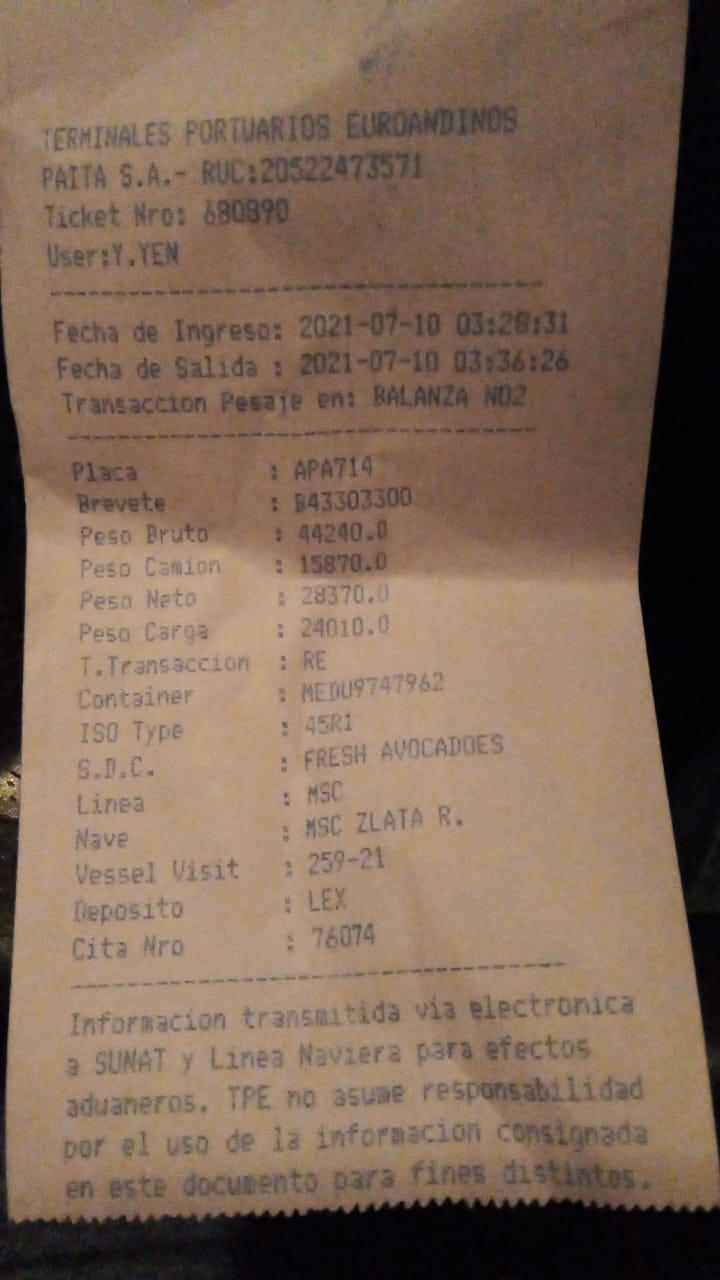 TERMINALES PORTUARIOS EUROANDINOS
PAITA S.A.- RUC:20522473571
Ticket Nro: 680890
User:Y.YEN
--------------------------------------------
Fecha de Ingreso: 2021-07-10 03:28:31
Fecha de Salida : 2021-07-10 03:36:26
Transaccion Pesaje en: BALANZA NO2
--------------------------------------------
Placa : APA714
Brevete : B43303300
Peso Bruto : 44240.0
Peso Camion : 15870.0
Peso Neto : 28370.0
Peso Carga : 24010.0
T.Transaccion : RE
Container : MEDU9747962
ISO Type : 45R1
S.D.C. : FRESH AVOCADOES
Linea : MSC
Nave : MSC ZLATA R.
Vessel Visit : 259-21
Deposito : LEX
Cita Nro : 76074
--------------------------------------------
Informacion transmitida via electronica
a SUNAT y Linea Naviera para efectos
aduaneros. TPE no asume responsabilidad
por el uso de la informacion consignada
en este documento para fines distintos.